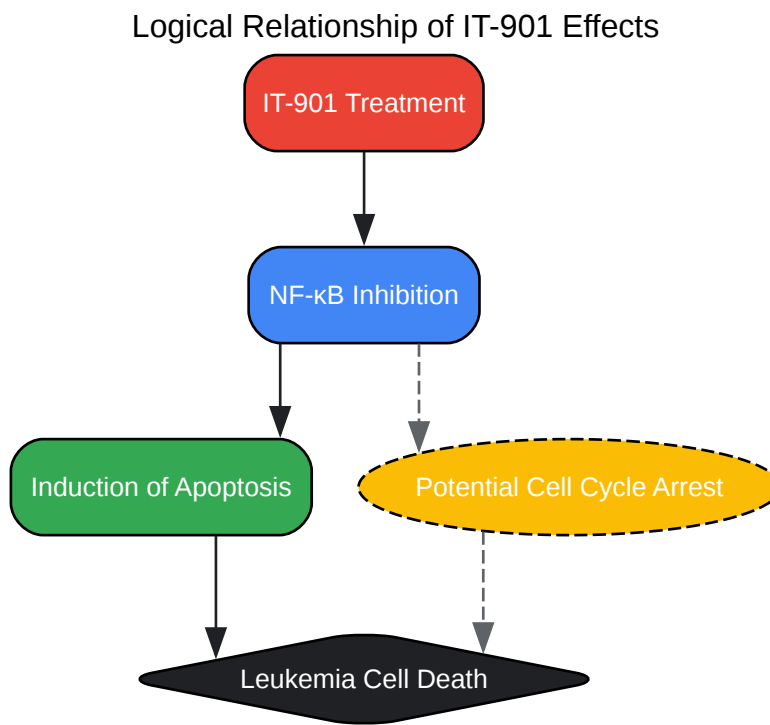 Logical Relationship of IT-901 Effects
IT-901 Treatment
NF-κB Inhibition
Induction of Apoptosis
Potential Cell Cycle Arrest
Leukemia Cell Death